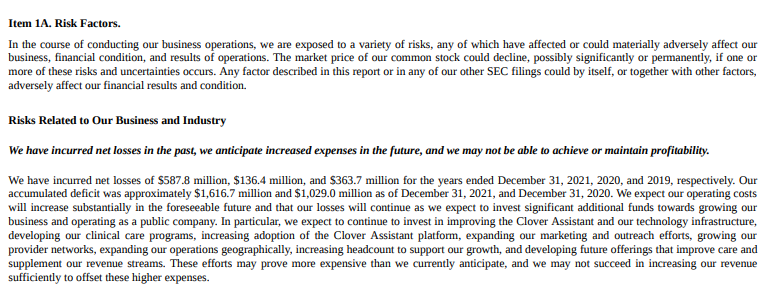 Item 1A. Risk Factors.
In the course of conducting our business operations, we are exposed to a variety of risks, any of which have affected or could materially adversely affect our
business, financial condition, and results of operations. The market price of our common stock could decline, possibly significantly or permanently, if one or
more of these risks and uncertainties occurs. Any factor described in this report or in any of our other SEC filings could by itself, or together with other factors,
adversely affect our financial results and condition.
Risks Related to Our Business and Industry
We have incurred net losses in the past, we anticipate increased expenses in the future, and we may not be able to achieve or maintain profitability.
We have incurred net losses of $587.8 million, $136.4 million, and $363.7 million for the years ended December 31, 2021, 2020, and 2019, respectively. Our
accumulated deficit was approximately $1,616.7 million and $1,029.0 million as of December 31, 2021, and December 31, 2020. We expect our operating costs
will increase substantially in the foreseeable future and that our losses will continue as we expect to invest significant additional funds towards growing our
business and operating as a public company. In particular, we expect to continue to invest in improving the Clover Assistant and our technology infrastructure,
developing our clinical care programs, increasing adoption of the Clover Assistant platform, expanding our marketing and outreach efforts, growing our
provider networks, expanding our operations geographically, increasing headcount to support our growth, and developing future offerings that improve care and
supplement our revenue streams. These efforts may prove more expensive than we currently anticipate, and we may not succeed in increasing our revenue
sufficiently to offset these higher expenses.